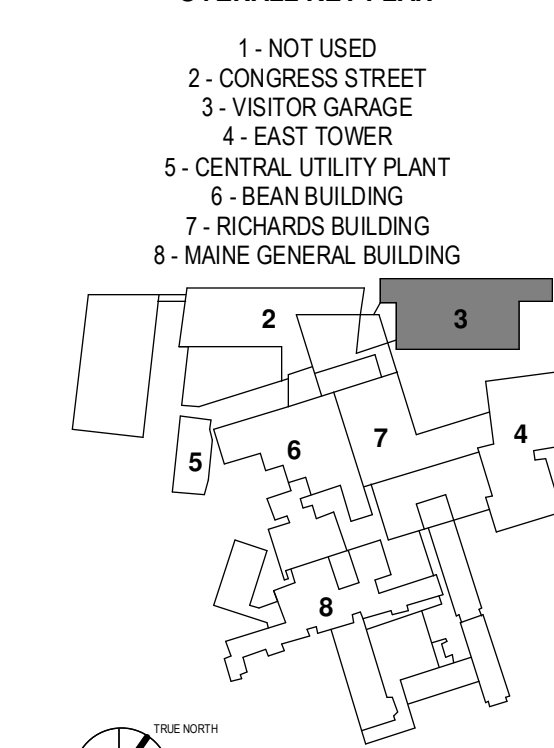 1 - NOT USED
2 - CONGRESS STREET
3 - VISITOR GARAGE
4 - EAST TOWER
5 - CENTRAL UTILITY PLANT
6 - BEAN BUILDING
7 - RICHARDS BUILDING
8 - MAINE GENERAL BUILDING
2
3
7
4
6
5
8
TRUE NORTH